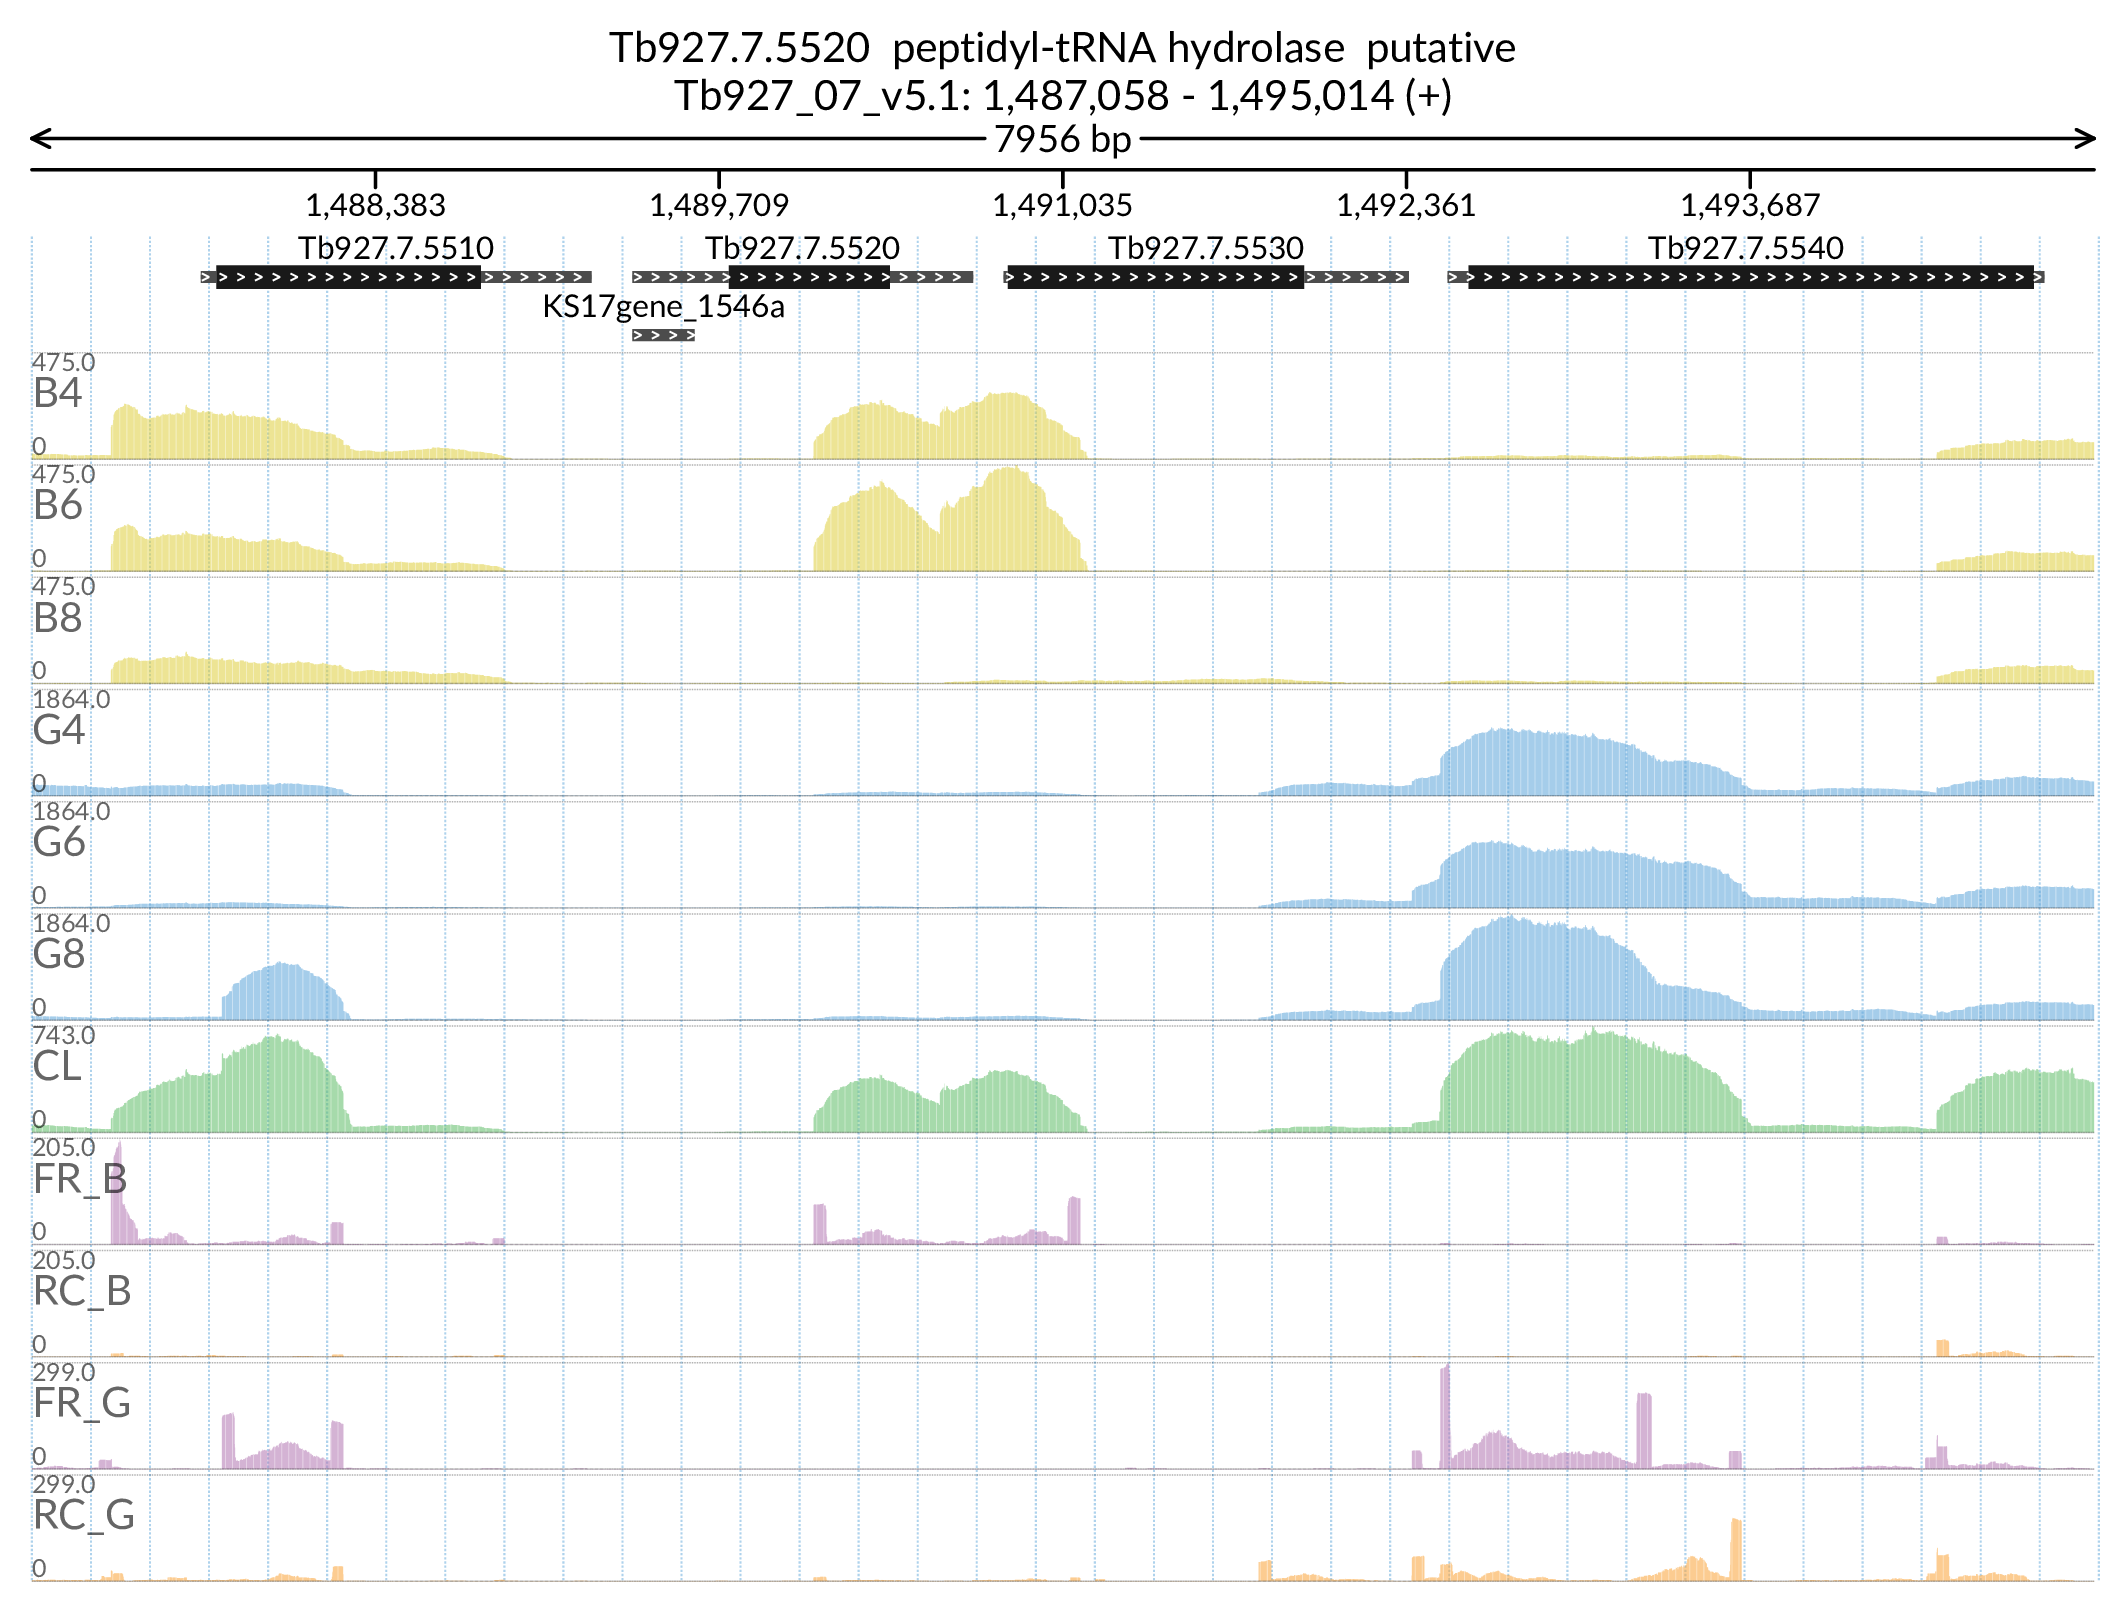 Tb927.7.5520 peptidyl-tRNA hydrolase putative
Tb927_07_v5.1: 1,487,058 - 1,495,014 (+)
7956 bp
1,488,383 1,489,709 1,491,035 1,492,361 1,493,687
Tb927.7.5510 Tb927.7.5520 Tb927.7.5530 Tb927.7.5540
KS17gene_1546a
475.0
B4
0
475.0
B6
0
475.0
B8
0
1864.0
G4
0
1864.0
G6
0
1864.0
G8
0
743.0
CL
0
205.0
FR_B
0
205.0
RC_B
0
299.0
FR_G
0
299.0
RC_G
0